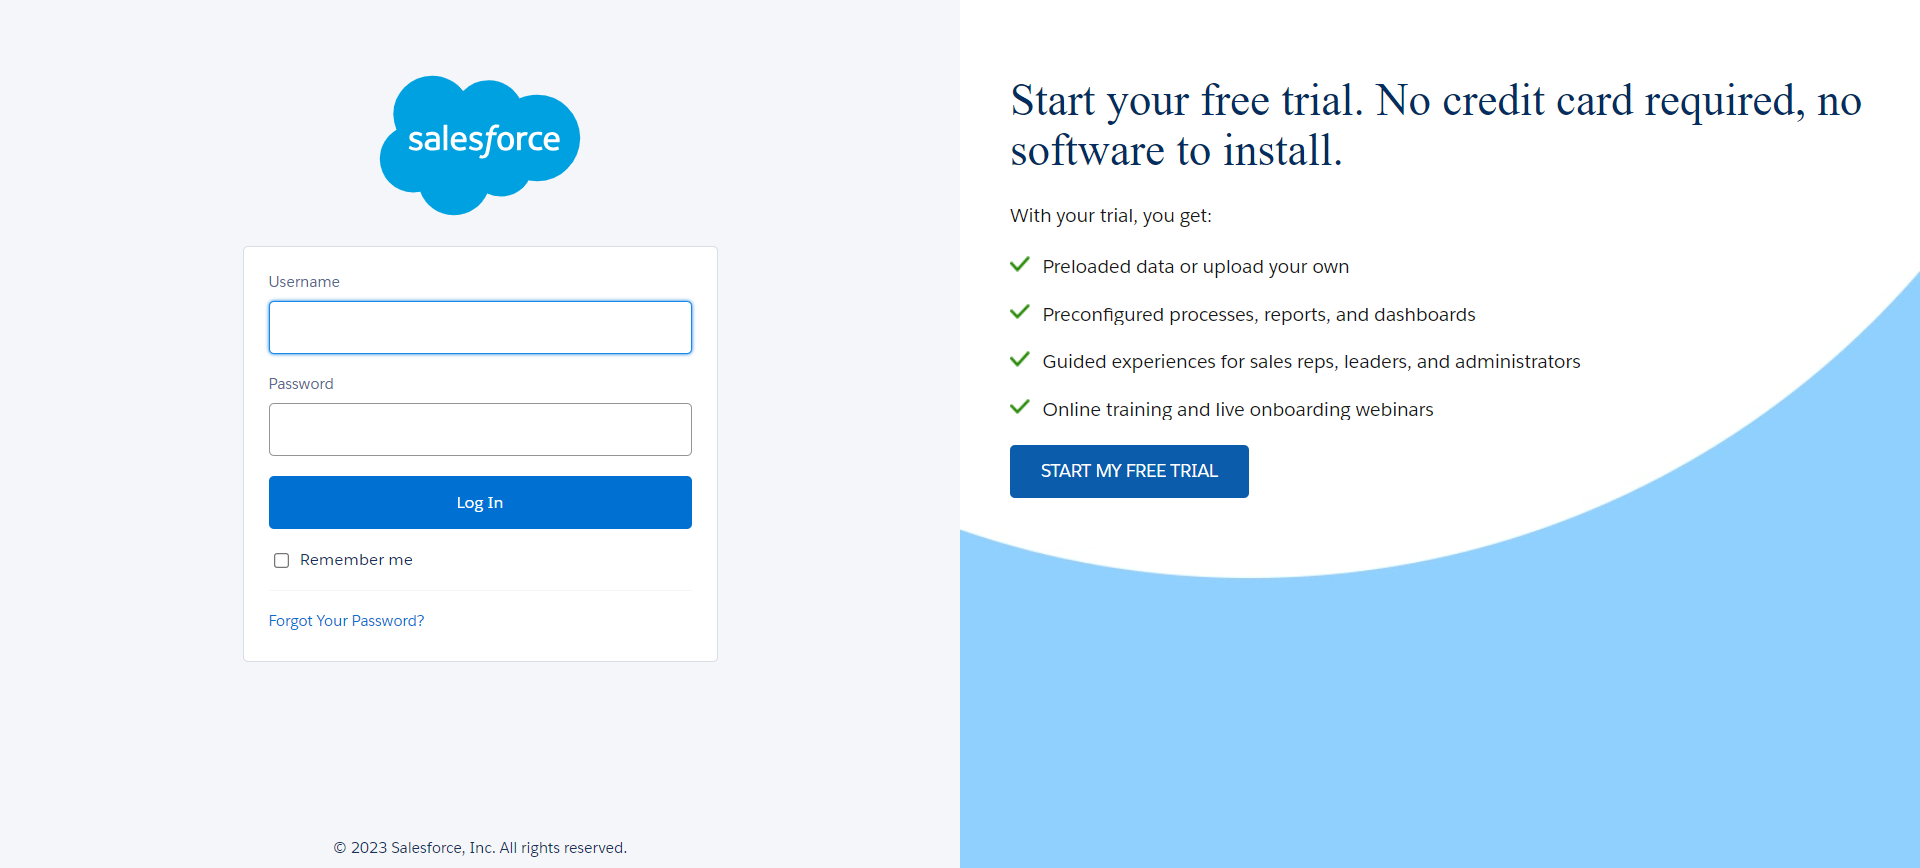 salesforce
Username
Password
Log In
Remember me
Forgot Your Password?
© 2023 Salesforce, Inc. All rights reserved.
Start your free trial. No credit card required, no
software to install.
With your trial, you get:
Preloaded data or upload your own
Preconfigured processes, reports, and dashboards
Guided experiences for sales reps, leaders, and administrators
Online training and live onboarding webinars
START MY FREE TRIAL